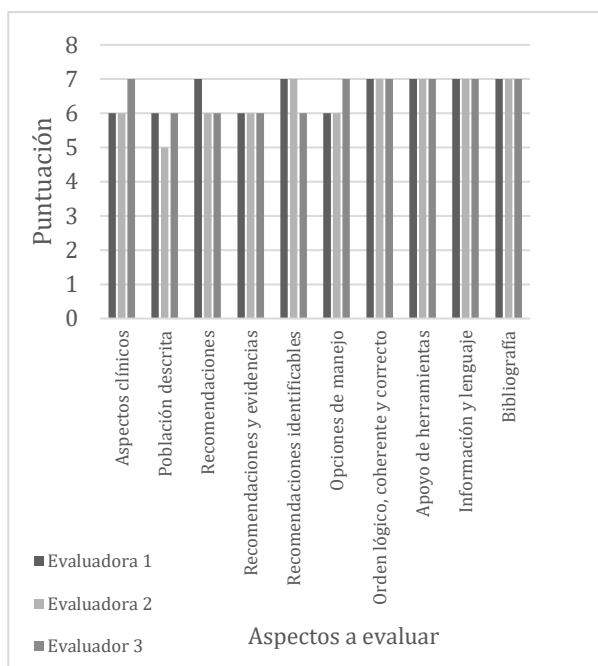 8
7
6
5
4
3
2
1
0
Puntuación
Aspectos clínicos
Población descrita
Recomendaciones
Recomendaciones y evidencias
Recomendaciones identificables
Opciones de manejo
Orden lógico, coherente y correcto
Apoyo de herramientas
Información y lenguaje
Bibliografía
Evaluadora 1
Evaluadora 2
Evaluador 3
Aspectos a evaluar